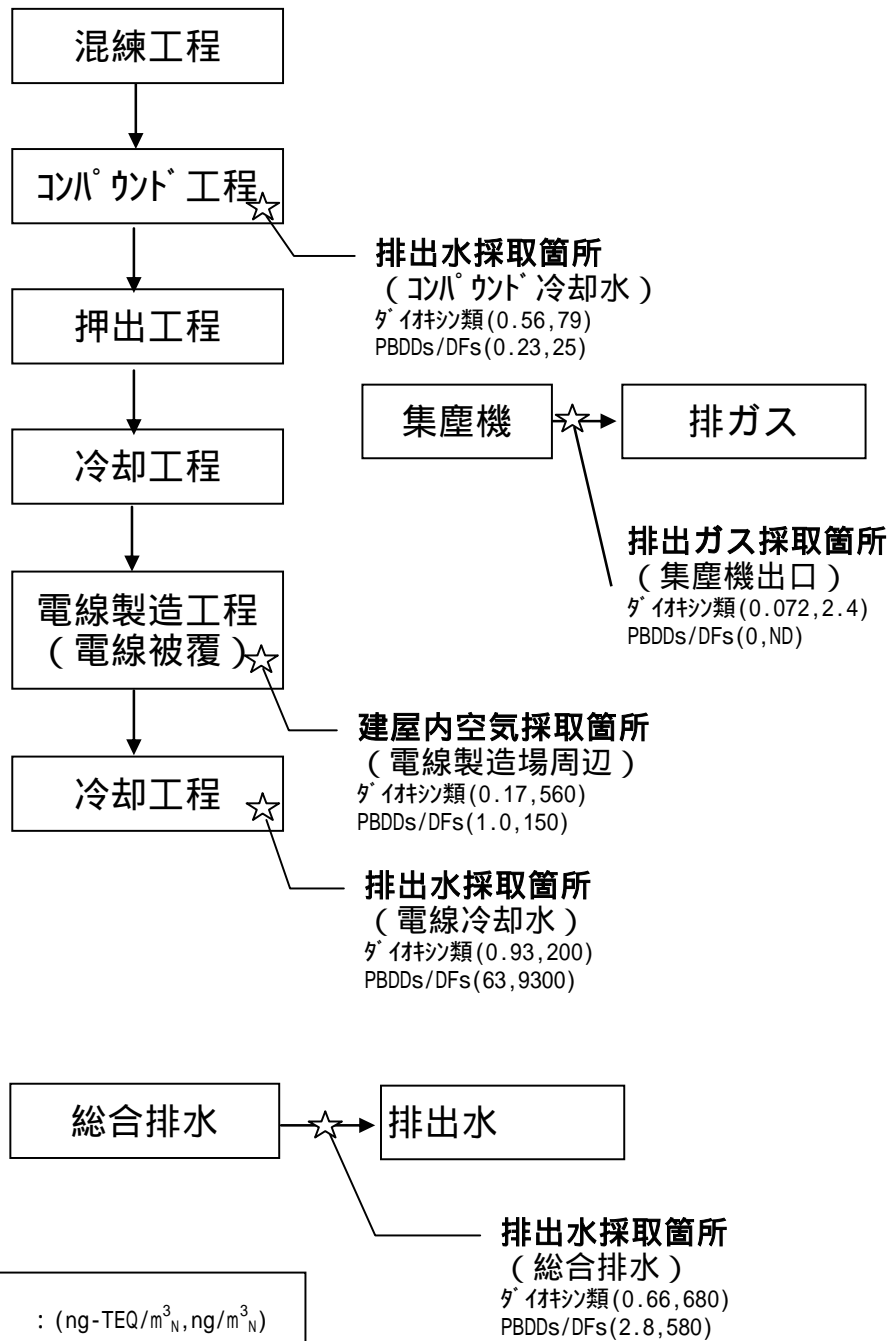 混練工程
ｺﾝﾊﾟｳﾝﾄﾞ工程
排出水採取箇所
（ｺﾝﾊﾟｳﾝﾄﾞ冷却水）
ﾀﾞｲｵｷｼﾝ類(0.56,79)
PBDDs/DFs(0.23,25)
押出工程
集塵機
排ガス
冷却工程
排出ガス採取箇所
（集塵機出口）
ﾀﾞｲｵｷｼﾝ類(0.072,2.4)
PBDDs/DFs(0,ND)
電線製造工程
（電線被覆）
建屋内空気採取箇所
（電線製造場周辺）
ﾀﾞｲｵｷｼﾝ類(0.17,560)
PBDDs/DFs(1.0,150)
冷却工程
排出水採取箇所
（電線冷却水）
ﾀﾞｲｵｷｼﾝ類(0.93,200)
PBDDs/DFs(63,9300)
総合排水
排出水
排出水採取箇所
（総合排水）
ﾀﾞｲｵｷｼﾝ類(0.66,680)
PBDDs/DFs(2.8,580)
：(ng-TEQ/m³N,ng/m³N)